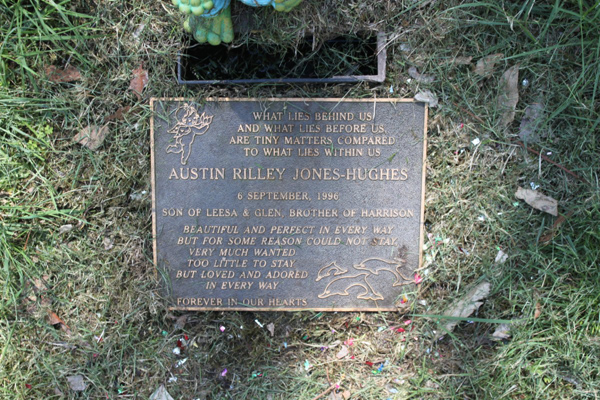 WHAT LIES BEHIND US
AND WHAT LIES BEFORE US,
ARE TINY MATTERS COMPARED
TO WHAT LIES WITHIN US
AUSTIN RILLEY JONES-HUGHES
6 SEPTEMBER, 1996
SON OF LEESA & GLEN, BROTHER OF HARRISON
BEAUTIFUL AND PERFECT IN EVERY WAY
BUT FOR SOME REASON COULD NOT STAY,
VERY MUCH WANTED
TOO LITTLE TO STAY
BUT LOVED AND ADORED
IN EVERY WAY
FOREVER IN OUR HEARTS